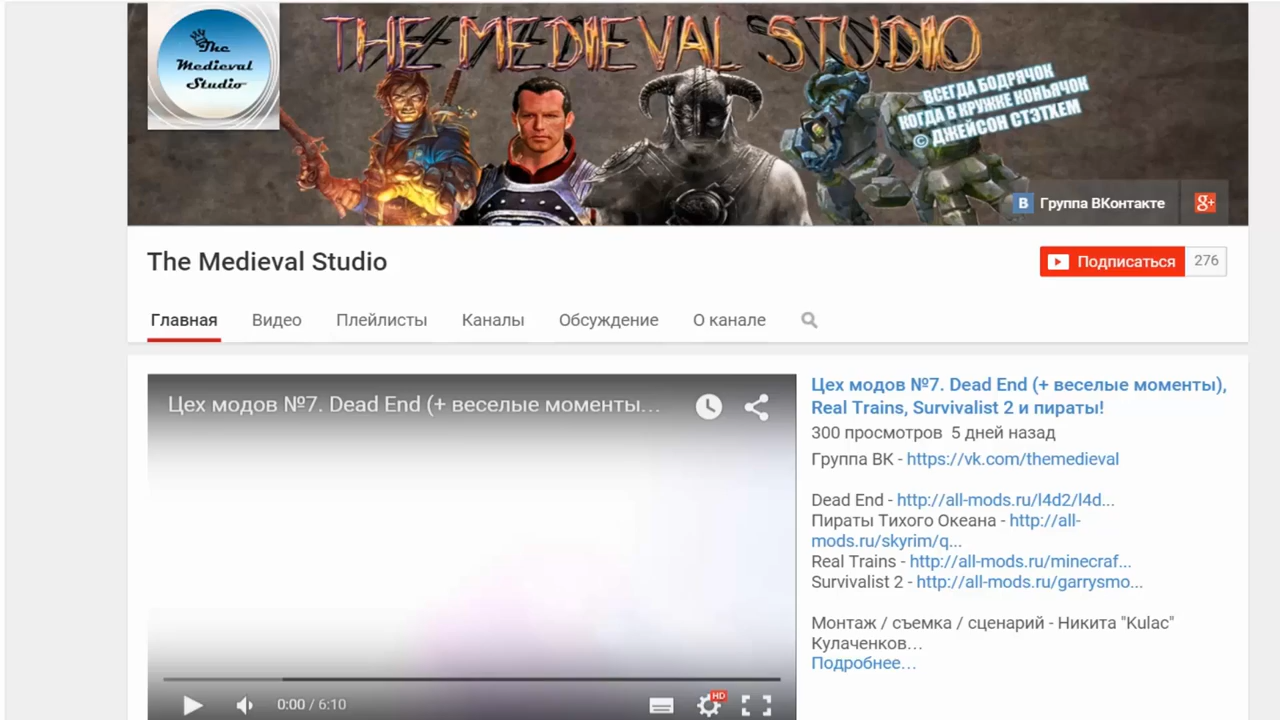 The
Medieval
Studio
THE MEDIEVAL STUDIO
ВСЕГДА БОДРЯЧОК
КОГДА В КРУЖКЕ КОНЬЯЧОК
© ДЖЕЙСОН СТЭТХЕМ
B Группа ВКонтакте
g+
The Medieval Studio
Подписаться 276
Главная Видео Плейлисты Каналы Обсуждение О канале
Цех модов №7. Dead End (+ веселые моменты...
Цех модов №7. Dead End (+ веселые моменты),
Real Trains, Survivalist 2 и пираты!
300 просмотров 5 дней назад
Группа ВК - https://vk.com/themedieval
Dead End - http://all-mods.ru/l4d2/l4d...
Пираты Тихого Океана - http://all-
mods.ru/skyrim/q...
Real Trains - http://all-mods.ru/minecraf...
Survivalist 2 - http://all-mods.ru/garrysmo...
Монтаж / съемка / сценарий - Никита "Kulac"
Кулаченков...
Подробнее...
0:00 / 6:10
HD